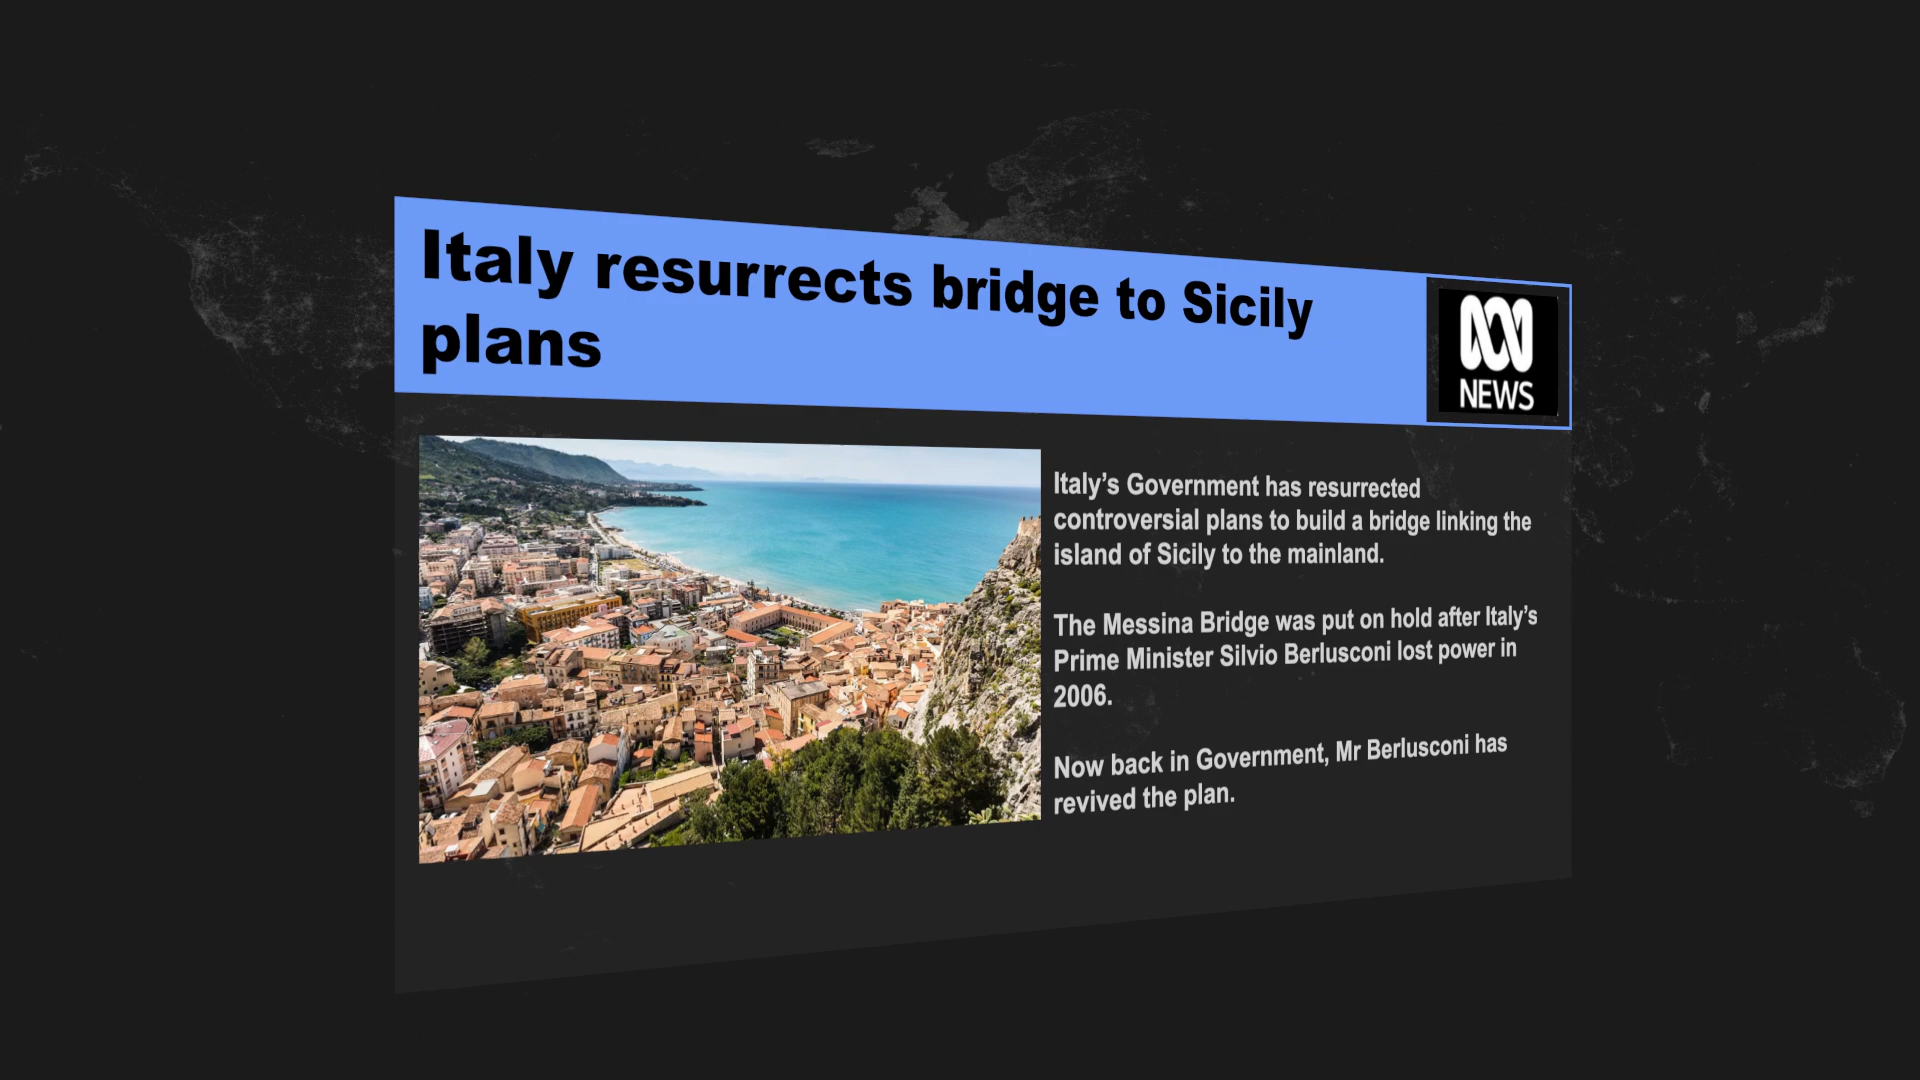 Italy resurrects bridge to Sicily
plans
NEWS
Italy’s Government has resurrected
controversial plans to build a bridge linking the
island of Sicily to the mainland.
The Messina Bridge was put on hold after Italy’s
Prime Minister Silvio Berlusconi lost power in
2006.
Now back in Government, Mr Berlusconi has
revived the plan.